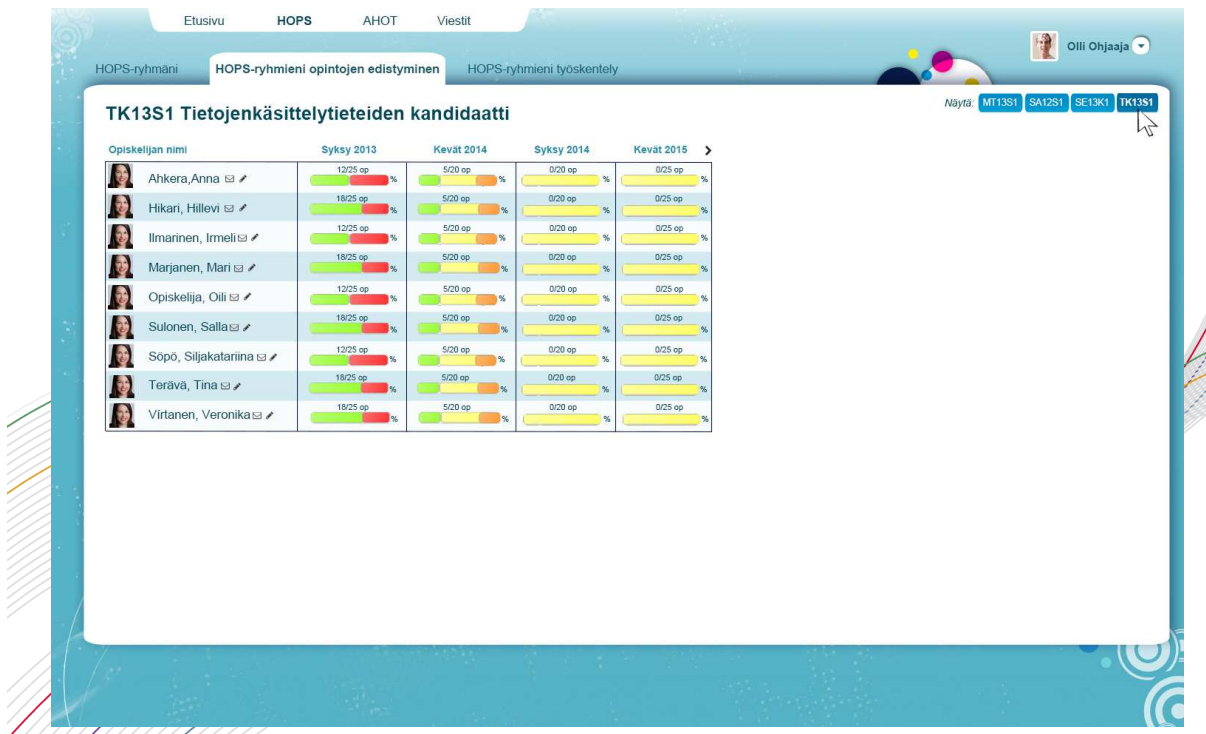 Etusivu HOPS AHOT Viestit
Olli Ohjaaja
HOPS-ryhmäni HOPS-ryhmieni opintojen edistyminen HOPS-ryhmieni työskentely
TK13S1 Tietojenkäsittelytieteiden kandidaatti
Näytä: MT13S1 SA12S1 SE13K1 TK13S1
Opiskelijan nimi Syksy 2013 Kevät 2014 Syksy 2014 Kevät 2015
Ahkera,Anna 12/25 op % 5/20 op % 0/20 op % 0/25 op %
Hikari, Hillevi 18/25 op % 5/20 op % 0/20 op % 0/25 op %
Ilmarinen, Irmeli 12/25 op % 5/20 op % 0/20 op % 0/25 op %
Marjanen, Mari 18/25 op % 5/20 op % 0/20 op % 0/25 op %
Opiskelija, Oili 12/25 op % 5/20 op % 0/20 op % 0/25 op %
Sulonen, Salla 18/25 op % 5/20 op % 0/20 op % 0/25 op %
Söpö, Siljakatariina 12/25 op % 5/20 op % 0/20 op % 0/25 op %
Terävä, Tina 18/25 op % 5/20 op % 0/20 op % 0/25 op %
Virtanen, Veronika 18/25 op % 5/20 op % 0/20 op % 0/25 op %